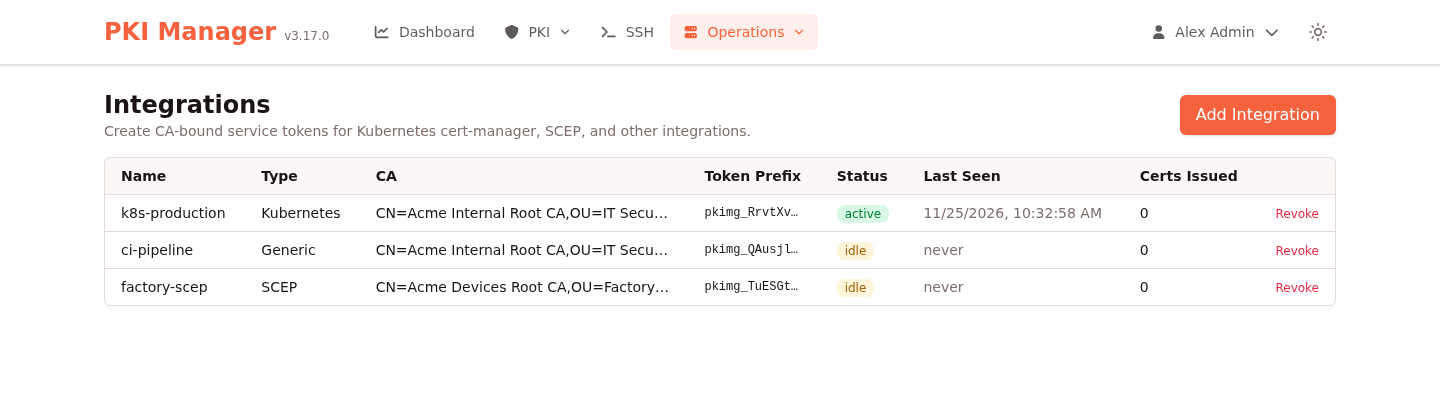 PKI Manager v3.17.0 Dashboard PKI SSH Operations Alex Admin
Integrations
Add Integration
Create CA-bound service tokens for Kubernetes cert-manager, SCEP, and other integrations.
Name Type CA Token Prefix Status Last Seen Certs Issued
k8s-production Kubernetes CN=Acme Internal Root CA,OU=IT Secu… pkimg_RrvtXv… active 11/25/2026, 10:32:58 AM 0 Revoke
ci-pipeline Generic CN=Acme Internal Root CA,OU=IT Secu… pkimg_QAusjl… idle never 0 Revoke
factory-scep SCEP CN=Acme Devices Root CA,OU=Factory… pkimg_TuESGt… idle never 0 Revoke